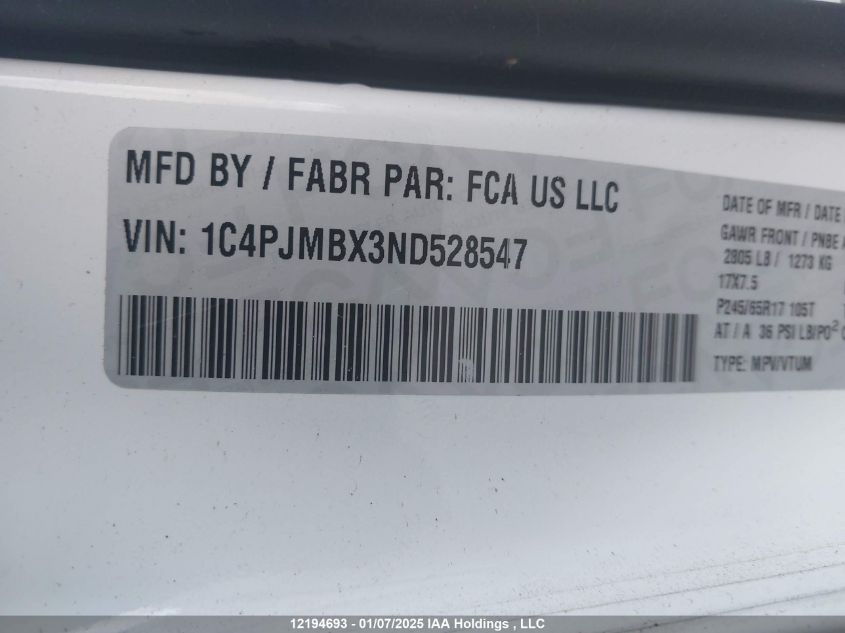 MFD BY / FABR PAR: FCA US LLC
VIN: 1C4PJMBX3ND528547
DATE OF MFR / DATE
GAWR FRONT / PNBE A
2805 LB / 1273 KG
17X7.5
P245/65R17 105T
AT / A 36 PSI LB/PO²
TYPE: MPV/VTUM
12194693 - 01/07/2025 IAA Holdings , LLC